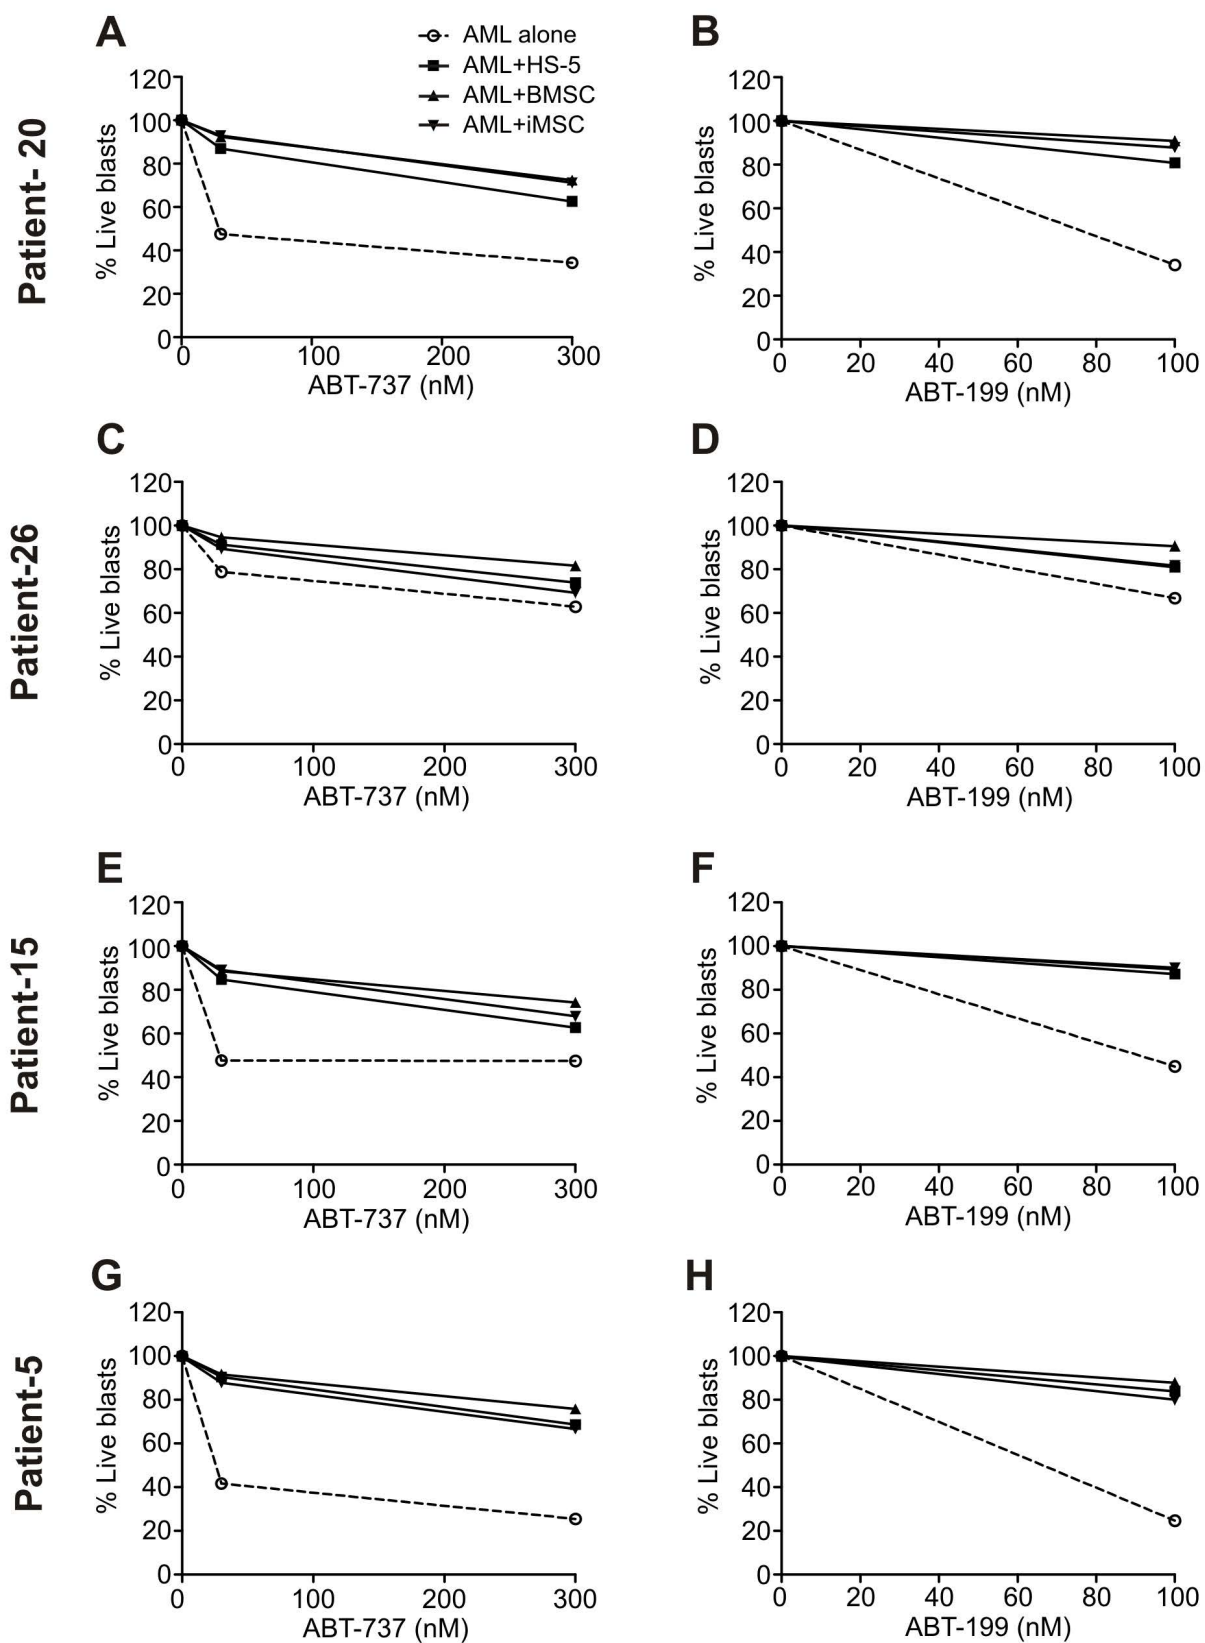 A
AML alone
AML+HS-5
AML+BMSC
AML+iMSC
Patient- 20
% Live blasts
120
100
80
60
40
20
0
0 100 200 300
ABT-737 (nM)
B
% Live blasts
120
100
80
60
40
20
0
0 20 40 60 80 100
ABT-199 (nM)
C
Patient-26
% Live blasts
120
100
80
60
40
20
0
0 100 200 300
ABT-737 (nM)
D
% Live blasts
120
100
80
60
40
20
0
0 20 40 60 80 100
ABT-199 (nM)
E
Patient-15
% Live blasts
120
100
80
60
40
20
0
0 100 200 300
ABT-737 (nM)
F
% Live blasts
120
100
80
60
40
20
0
0 20 40 60 80 100
ABT-199 (nM)
G
Patient-5
% Live blasts
120
100
80
60
40
20
0
0 100 200 300
ABT-737 (nM)
H
% Live blasts
120
100
80
60
40
20
0
0 20 40 60 80 100
ABT-199 (nM)